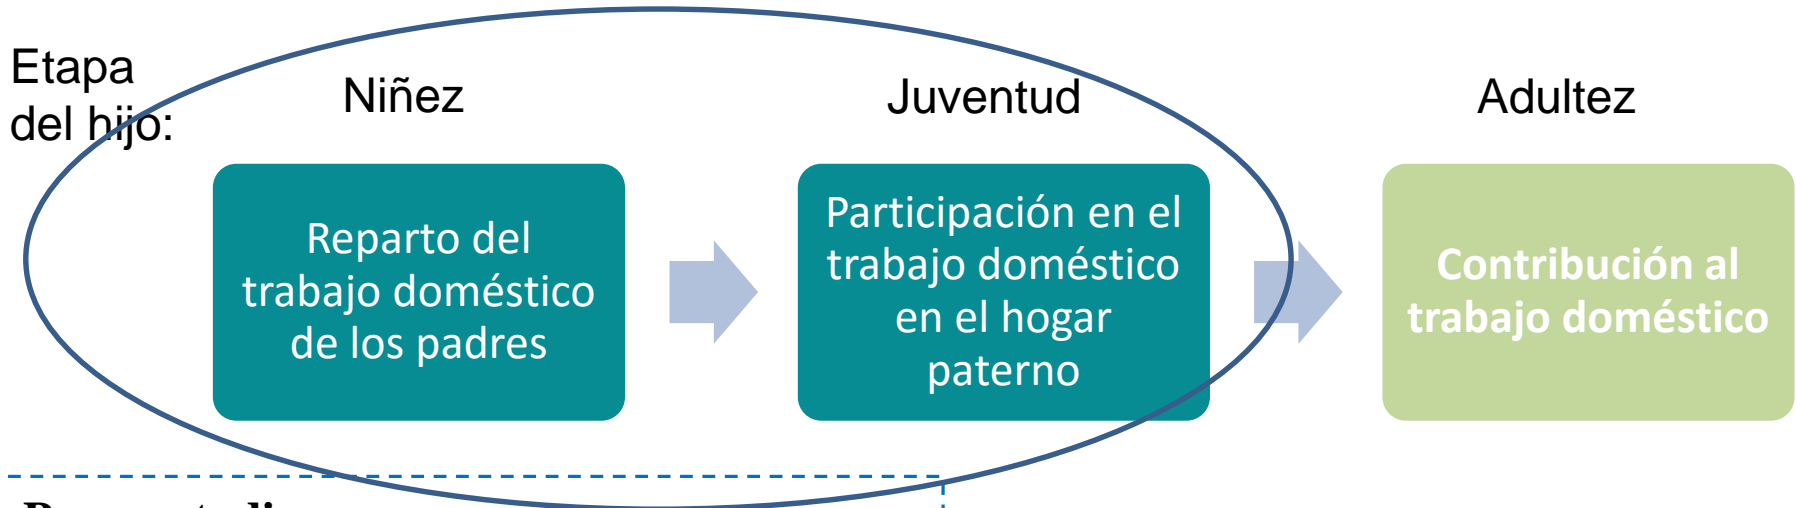 Etapa
del hijo:
Niñez
Juventud
Adultez
Reparto del
trabajo doméstico
de los padres
Participación en el
trabajo doméstico
en el hogar
paterno
Contribución al
trabajo doméstico